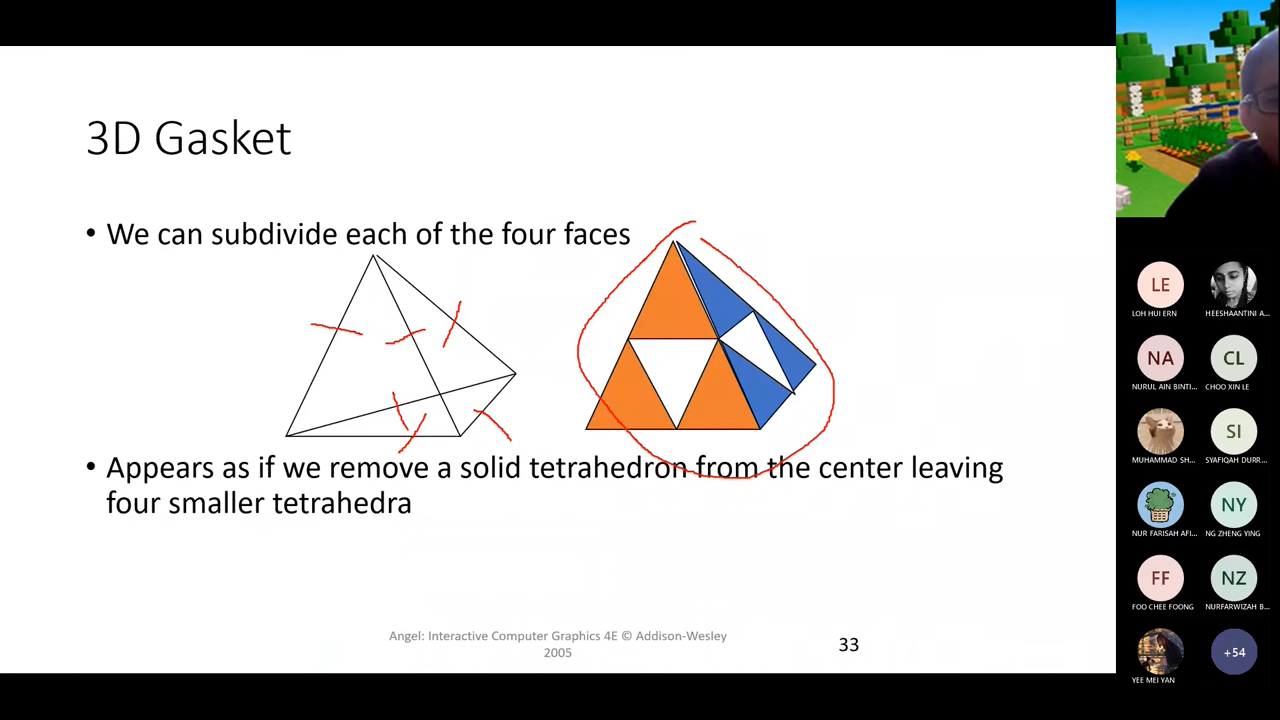 3D Gasket
• We can subdivide each of the four faces
• Appears as if we remove a solid tetrahedron from the center leaving
four smaller tetrahedra
Angel: Interactive Computer Graphics 4E © Addison-Wesley
2005
33
LE
LOH HUI ERN
HEESHAANTINI A...
NA
NURUL AIN BINTI...
CL
CHOO XIN LE
MUHAMMAD SH...
SI
SYAFIQAH DURR...
NUR FARISAH AFI...
NY
NG ZHENG YING
FF
FOO CHEE FOONG
NZ
NURFARWIZAH B...
YEE MEI YAN
+54